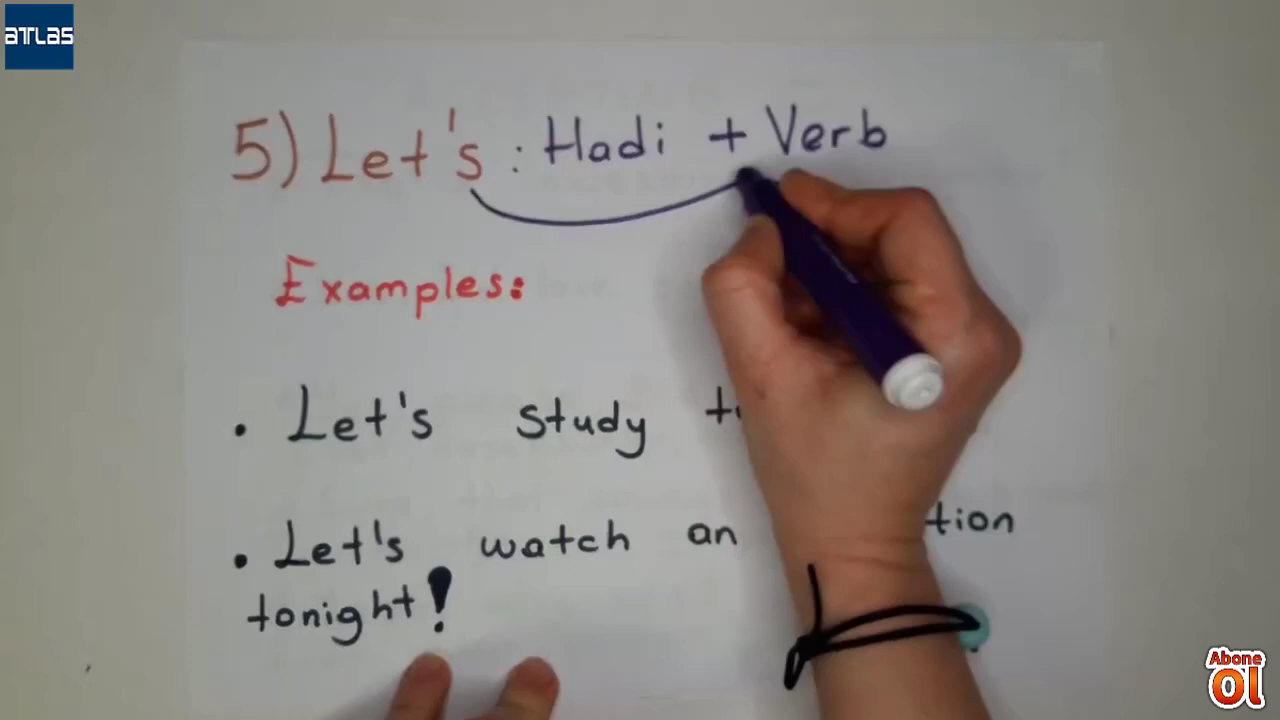 ATLAS
5) Let's : Hadi + Verb
Examples:
• Let's study
• Let's watch an
tonight!
Abone
Ol